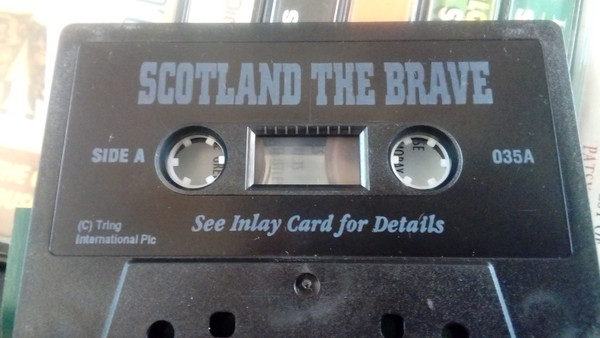 SCOTLAND THE BRAVE
SIDE A
035A
See Inlay Card for Details
(C) Tring
International Plc